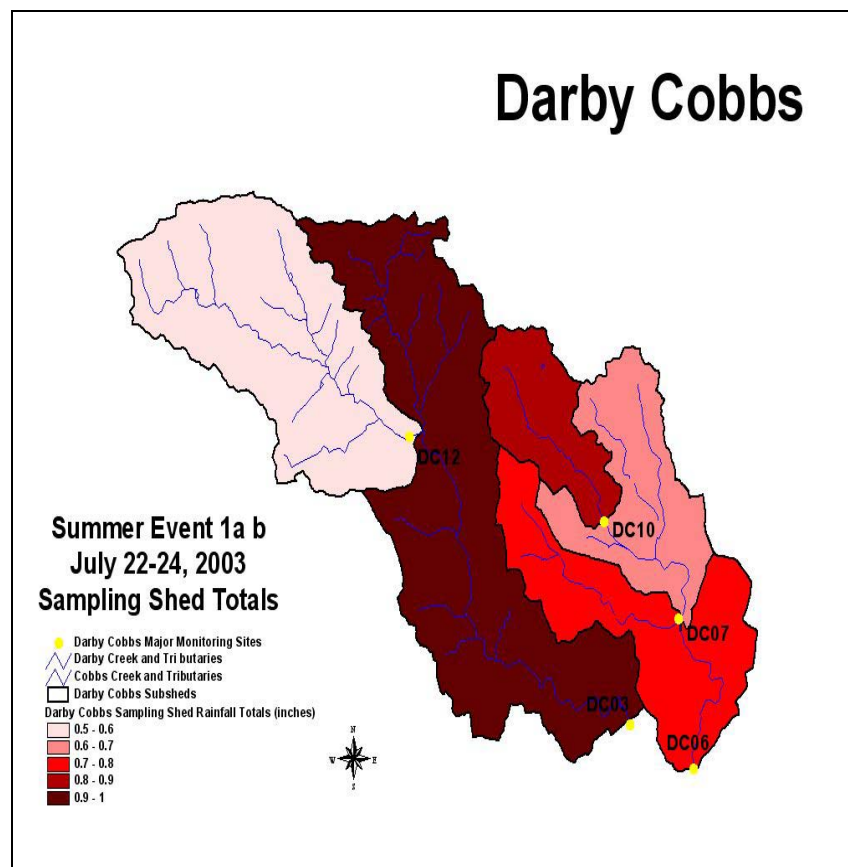 Darby Cobbs
DC12
DC10
DC07
DC03
DC06
Summer Event 1a b
July 22-24, 2003
Sampling Shed Totals
Darby Cobbs Major Monitoring Sites
Darby Creek and Tributaries
Cobbs Creek and Tributaries
Darby Cobbs Subsheds
Darby Cobbs Sampling Shed Rainfall Totals (inches)
0.5 - 0.6
0.6 - 0.7
0.7 - 0.8
0.8 - 0.9
0.9 - 1
N
W E
S